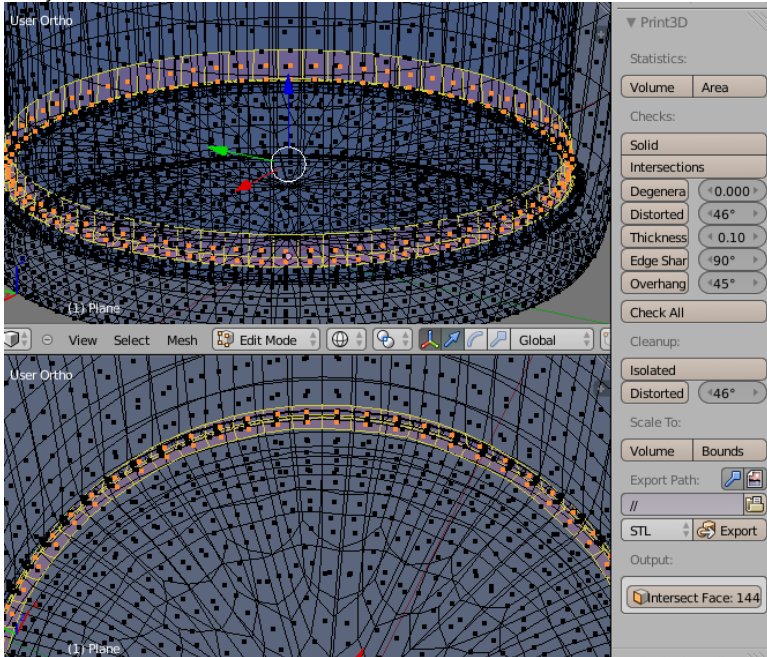 User Ortho
(1) Plane
View Select Mesh Edit Mode Global
User Ortho
(1) Plane
Print3D
Statistics:
Volume Area
Checks:
Solid
Intersections
Degenera 0.000
Distorted 46°
Thickness 0.10
Edge Shar 90°
Overhang 45°
Check All
Cleanup:
Isolated
Distorted 46°
Scale To:
Volume Bounds
Export Path:
//
STL Export
Output:
Intersect Face: 144